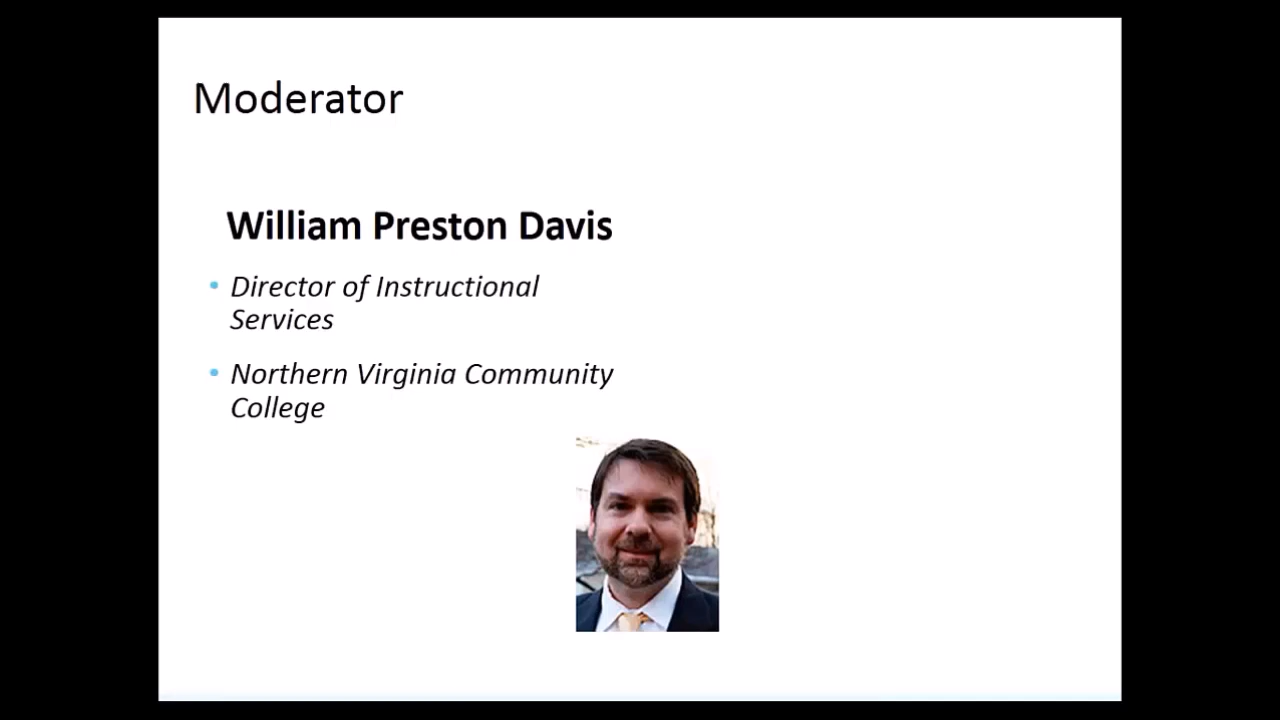 Moderator
William Preston Davis
• Director of Instructional
Services
• Northern Virginia Community
College